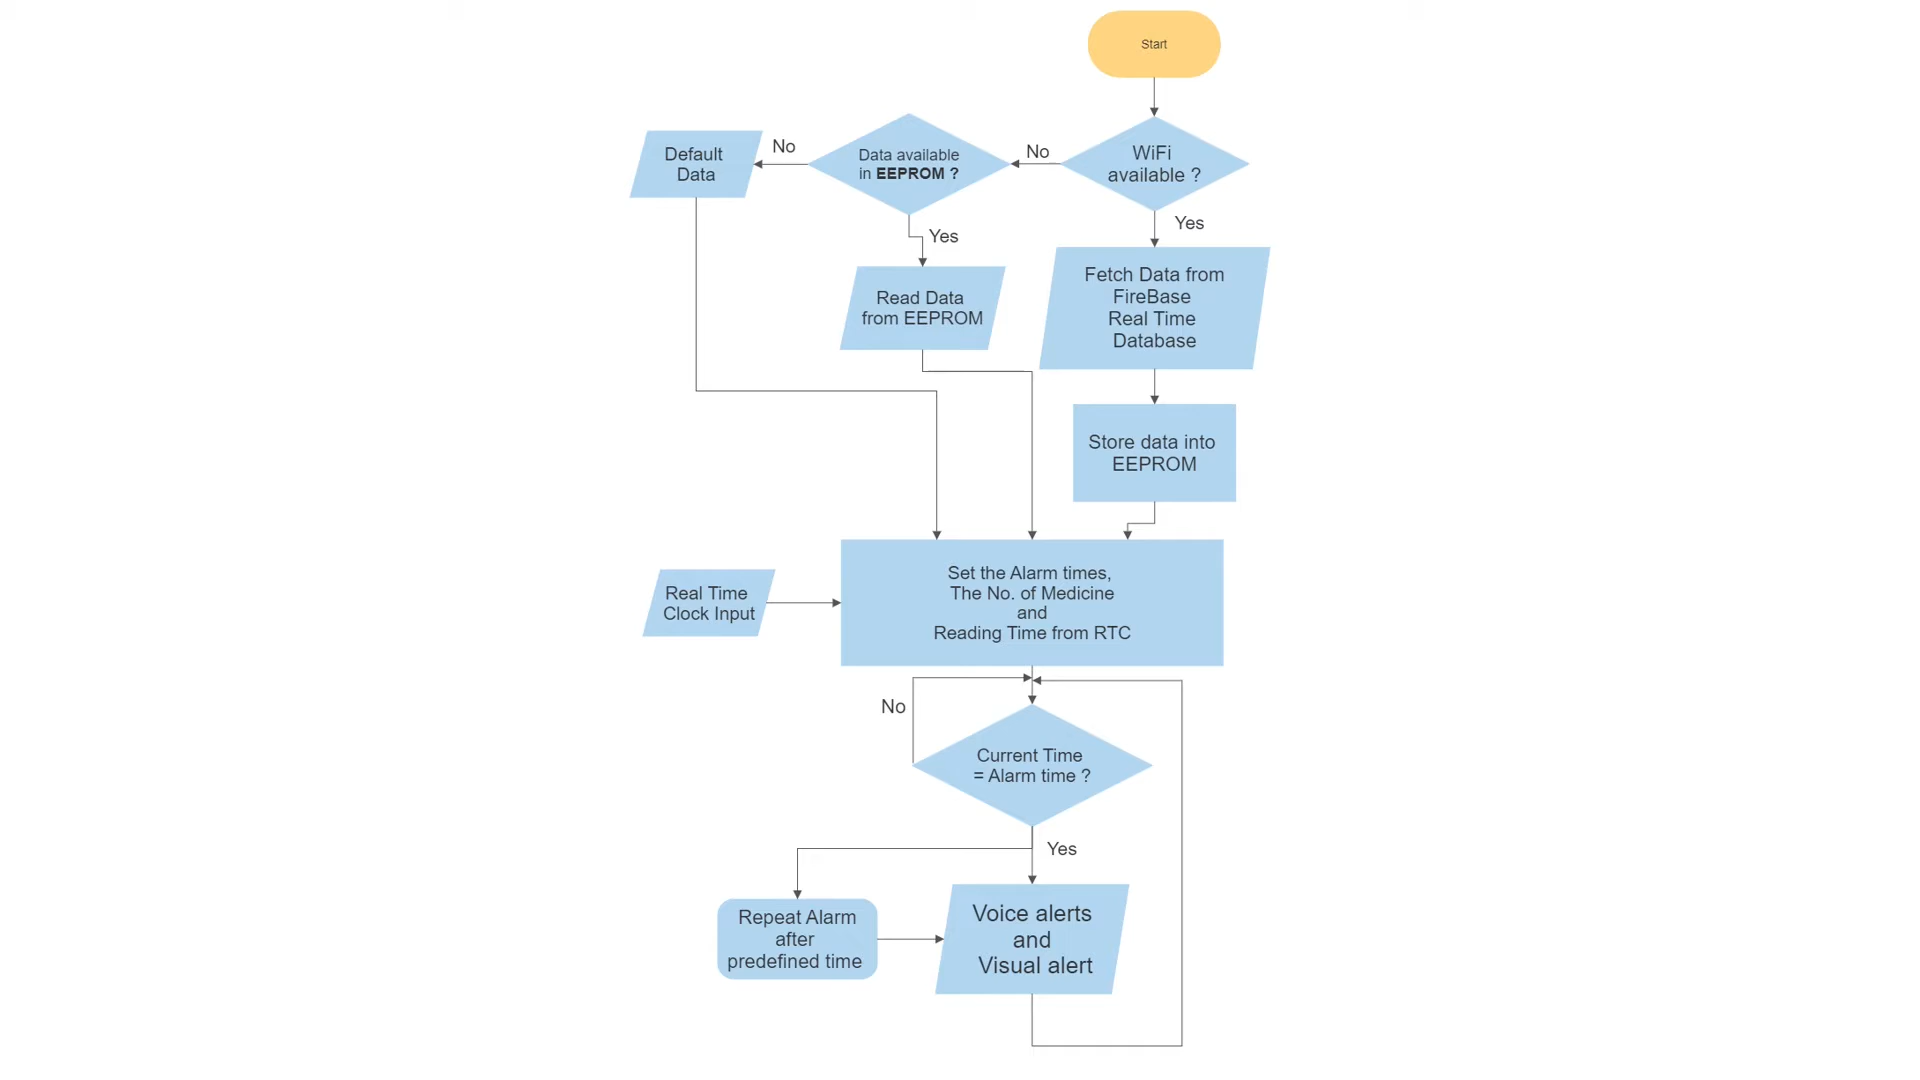 Start
WiFi
available ?
No
Yes
Data available
in EEPROM ?
No
Yes
Default
Data
Read Data
from EEPROM
Fetch Data from
FireBase
Real Time
Database
Store data into
EEPROM
Real Time
Clock Input
Set the Alarm times,
The No. of Medicine
and
Reading Time from RTC
No
Current Time
= Alarm time ?
Yes
Repeat Alarm
after
predefined time
Voice alerts
and
Visual alert